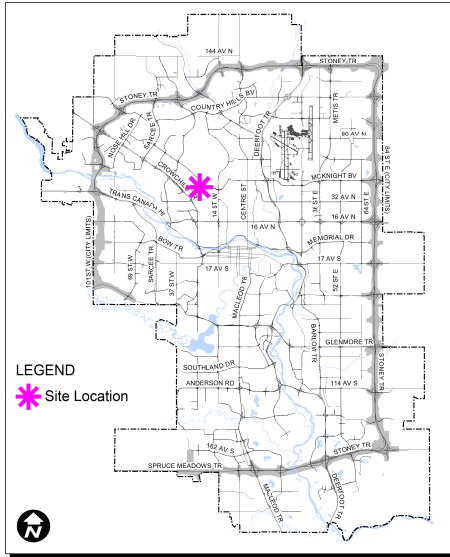 144 AV N
STONEY TR
STONEY TR
COUNTRY HILLS BV
METIS TR
DEERFOOT TR
NOSE HILL DR
SARCEE TR
80 AV N
84 ST E (CITY LIMITS)
CROWCHILD
MCKNIGHT BV
TRANS CANADA HI
14 ST W
CENTRE ST
36 ST E
32 AV N
68 ST E
16 AV N
16 AV N
BOW TR
MEMORIAL DR
101 ST W (CITY LIMITS)
69 ST W
SARCEE TR
37 ST W
17 AV S
MACLEOD TR
17 AV S
52 ST E
BARLOW TR
GLENMORE TR
STONEY TR
SOUTHLAND DR
ANDERSON RD
114 AV S
LEGEND
Site Location
162 AV S
STONEY TR
SPRUCE MEADOWS TR
MACLEOD TR
DEERFOOT TR
N